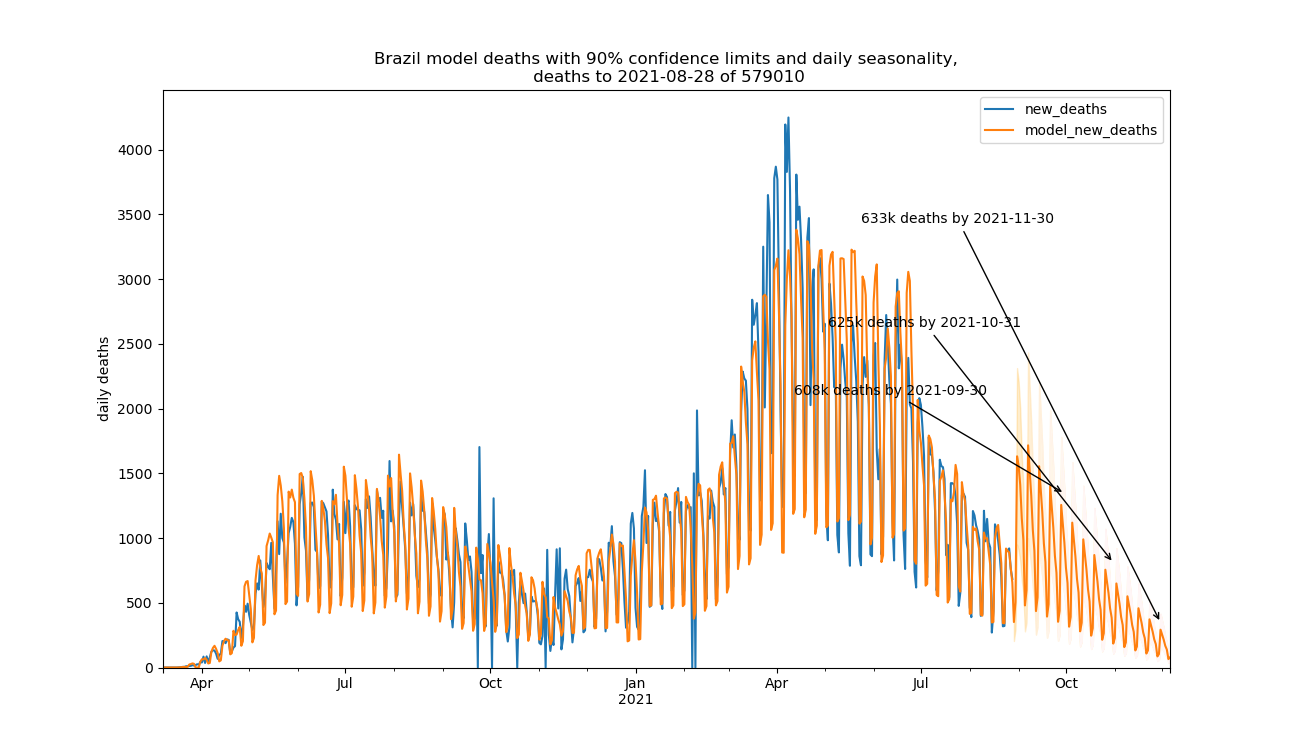 Brazil model deaths with 90% confidence limits and daily seasonality,
deaths to 2021-08-28 of 579010
new_deaths
model_new_deaths
daily deaths
4000
3500
3000
2500
2000
1500
1000
500
0
633k deaths by 2021-11-30
625k deaths by 2021-10-31
608k deaths by 2021-09-30
Apr Jul Oct Jan Apr Jul Oct
2021